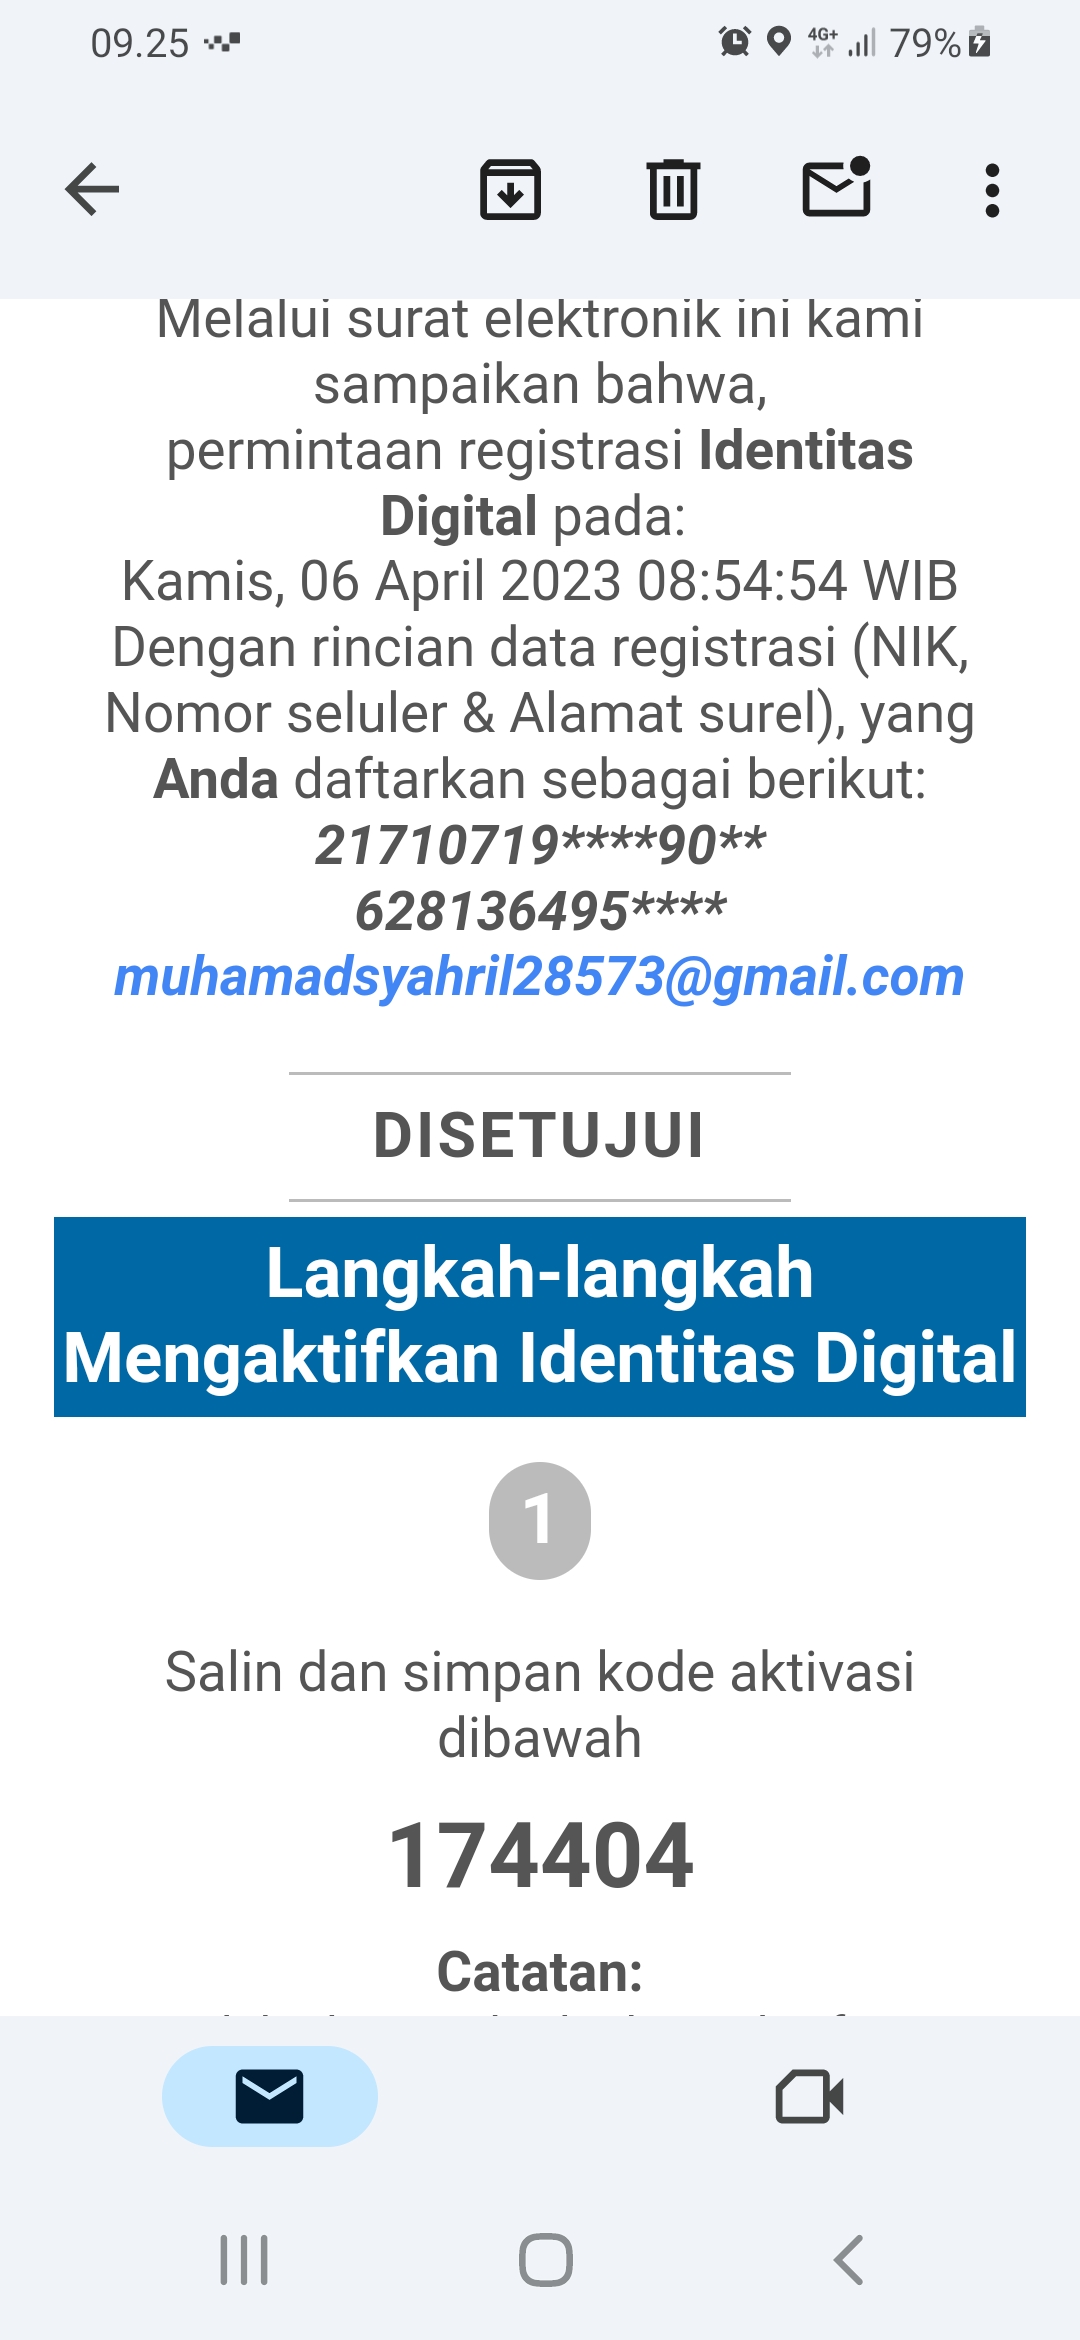 09.25
4G+
79%
Melalui surat elektronik ini kami
sampaikan bahwa,
permintaan registrasi Identitas
Digital pada:
Kamis, 06 April 2023 08:54:54 WIB
Dengan rincian data registrasi (NIK,
Nomor seluler & Alamat surel), yang
Anda daftarkan sebagai berikut:
21710719****90**
628136495****
muhamadsyahril28573@gmail.com
DISETUJUI
Langkah-langkah
Mengaktifkan Identitas Digital
1
Salin dan simpan kode aktivasi
dibawah
174404
Catatan: